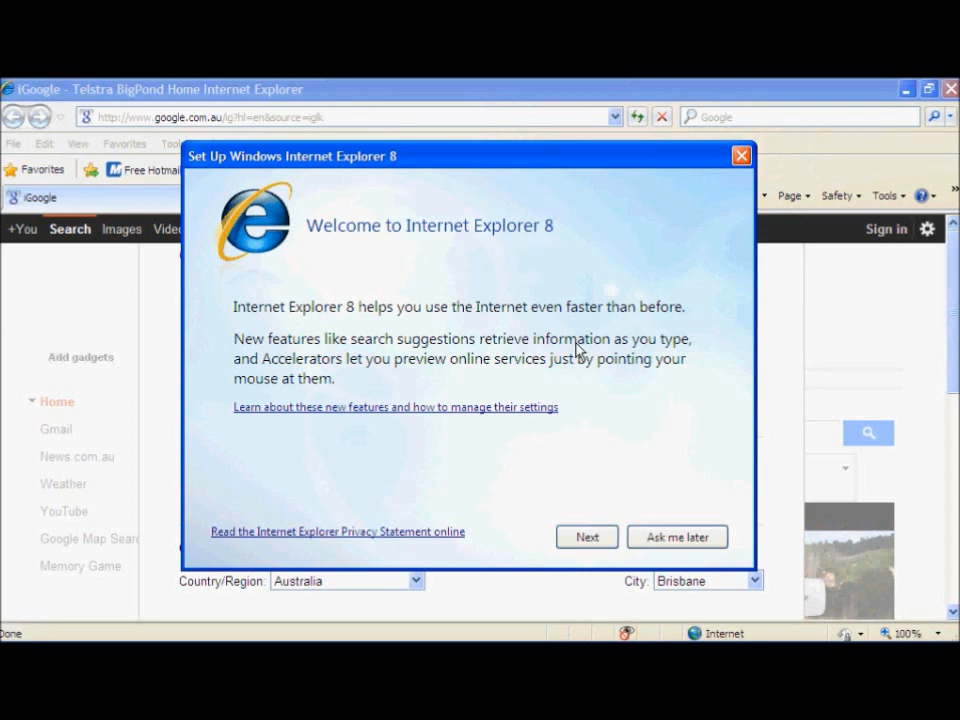 iGoogle - Telstra BigPond Home Internet Explorer
http://www.google.com.au/ig?hl=en&source=iglk
Google
File Edit View Favorites
Favorites Free Hotmai
iGoogle
Page Safety Tools
+You Search Images Sign in
Set Up Windows Internet Explorer 8
Welcome to Internet Explorer 8
Internet Explorer 8 helps you use the Internet even faster than before.
New features like search suggestions retrieve information as you type,
and Accelerators let you preview online services just by pointing your
mouse at them.
Learn about these new features and how to manage their settings
Read the Internet Explorer Privacy Statement online
Next
Ask me later
Add gadgets
Home
Gmail
News.com.au
Weather
YouTube
Google Map Sear
Memory Game
Country/Region: Australia City: Brisbane
Done Internet 100%